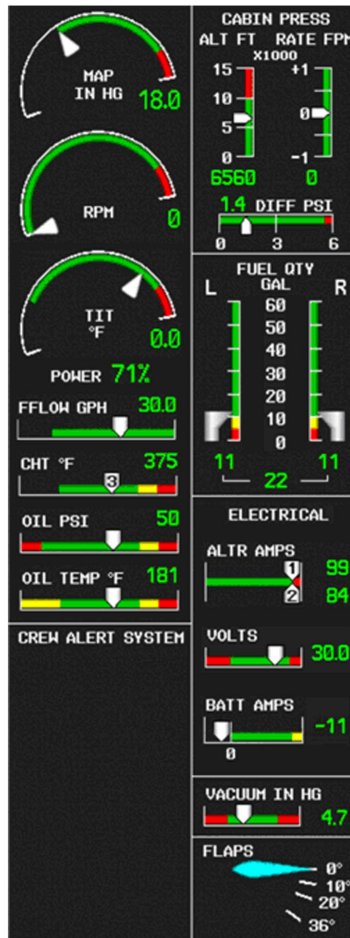 MAP
IN HG
18.0
RPM
0
TIT
°F
0.0
POWER 71%
FFLOW GPH 30.0
CHT °F 375
3
OIL PSI 50
OIL TEMP °F 181
CREW ALERT SYSTEM
CABIN PRESS
ALT FT RATE FPM
X1000
15 +1
10
0
5
0 -1
6560 0
1.4 DIFF PSI
0 3 6
FUEL QTY
L GAL R
60
50
40
30
20
10
0
11 11
22
ELECTRICAL
ALTR AMPS
1 99
2 84
VOLTS
30.0
BATT AMPS
-11
0
VACUUM IN HG
4.7
FLAPS
0°
10°
20°
36°